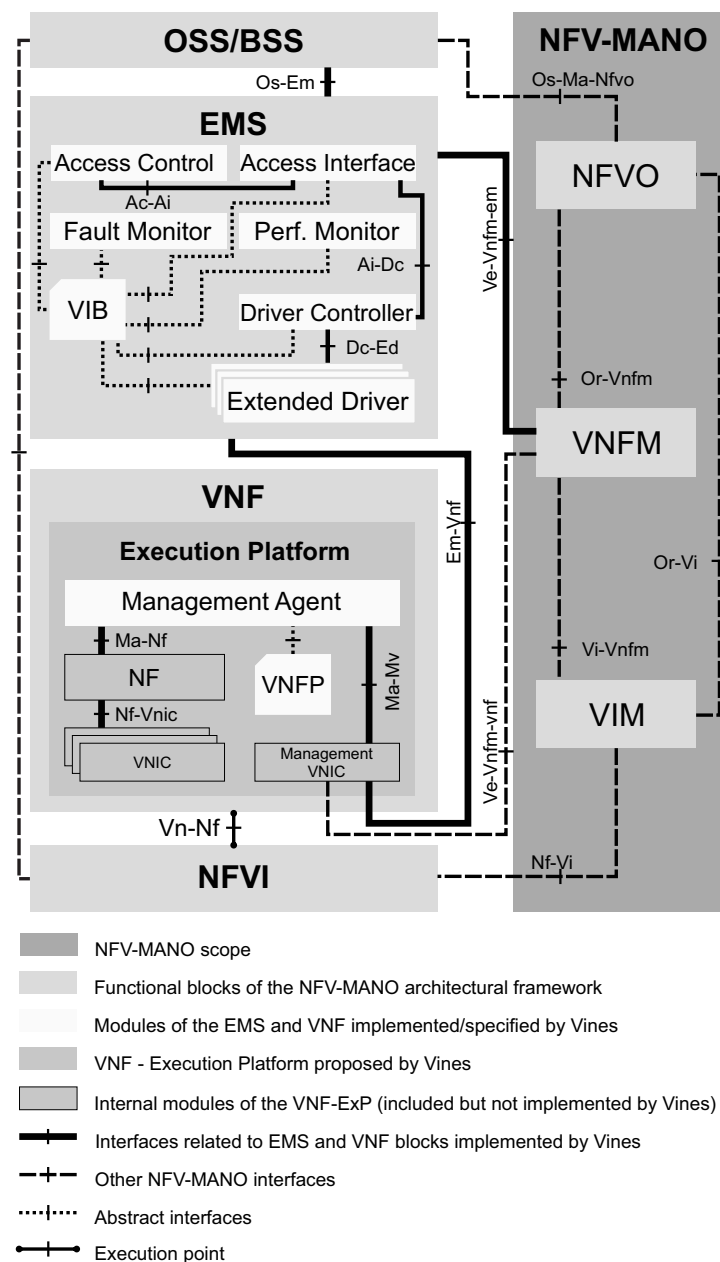 OSS/BSS
NFV-MANO
Os-Em
Os-Ma-Nfvo
EMS
Access Control
Access Interface
NFVO
Ac-Ai
Fault Monitor
Perf. Monitor
Ve-Vnfm-em
Ai-Dc
VIB
Driver Controller
Dc-Ed
Or-Vnfm
Extended Driver
VNFM
VNF
Em-Vnf
Execution Platform
Or-Vi
Management Agent
Ma-Nf
Vi-Vnfm
NF
VNFP
Ma-Mv
Nf-Vnic
VIM
VNIC
Management
VNIC
Ve-Vnfm-vnf
Vn-Nf
Nf-Vi
NFVI
NFV-MANO scope
Functional blocks of the NFV-MANO architectural framework
Modules of the EMS and VNF implemented/specified by Vines
VNF - Execution Platform proposed by Vines
Internal modules of the VNF-ExP (included but not implemented by Vines)
Interfaces related to EMS and VNF blocks implemented by Vines
Other NFV-MANO interfaces
Abstract interfaces
Execution point